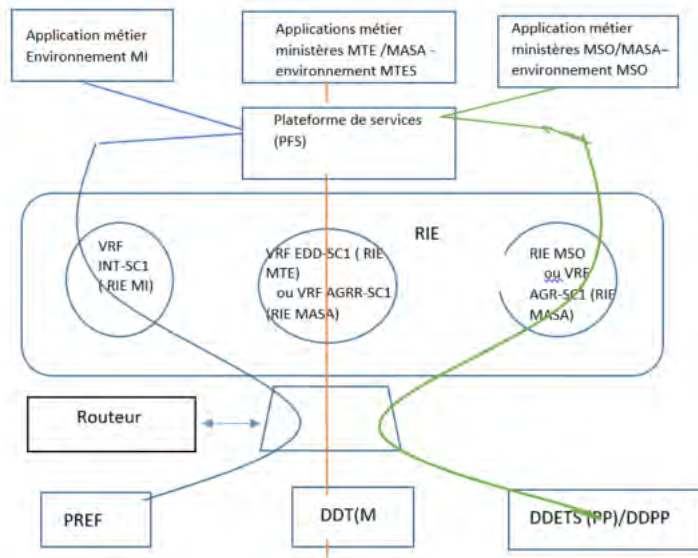 Application métier
Environnement MI
Applications métier
ministères MTE /MASA -
environnement MTES
Application métier
ministères MSO/MASA–
environnement MSO
Plateforme de services
(PFS)
RIE
VRF
INT-SC1
( RIE MI)
VRF EDD-SC1 ( RIE
MTE)
ou VRF AGRR-SC1
(RIE MASA)
RIE MSO
ou VRF
AGR-SC1 (RIE
MASA)
Routeur
PREF
DDT(M
DDETS (PP)/DDPP